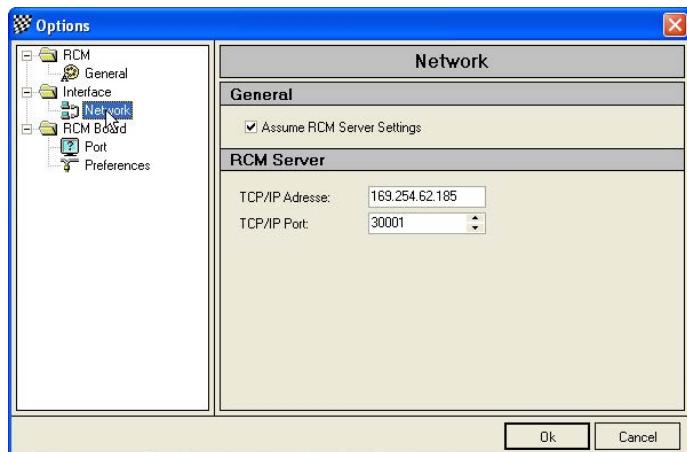 Options
RCM
General
Interface
Network
RCM Board
Port
Preferences
Network
General
Assume RCM Server Settings
RCM Server
TCP/IP Adresse: 169.254.62.185
TCP/IP Port: 30001
Ok Cancel